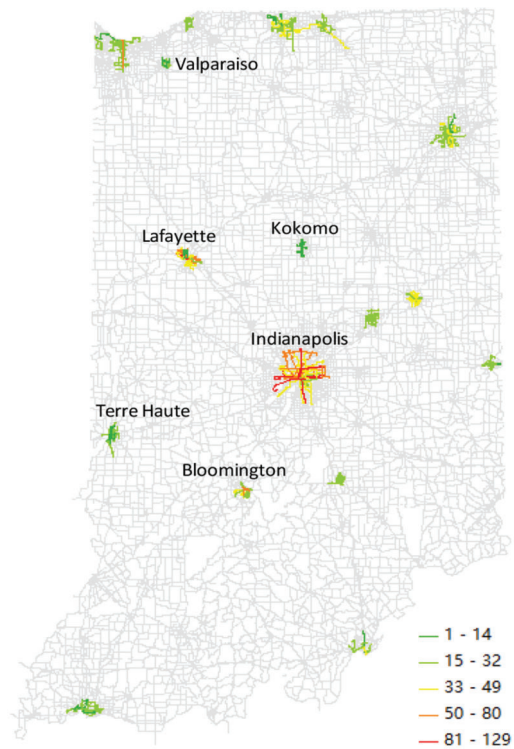 Valparaiso
Lafayette
Kokomo
Indianapolis
Terre Haute
Bloomington
1 - 14
15 - 32
33 - 49
50 - 80
81 - 129